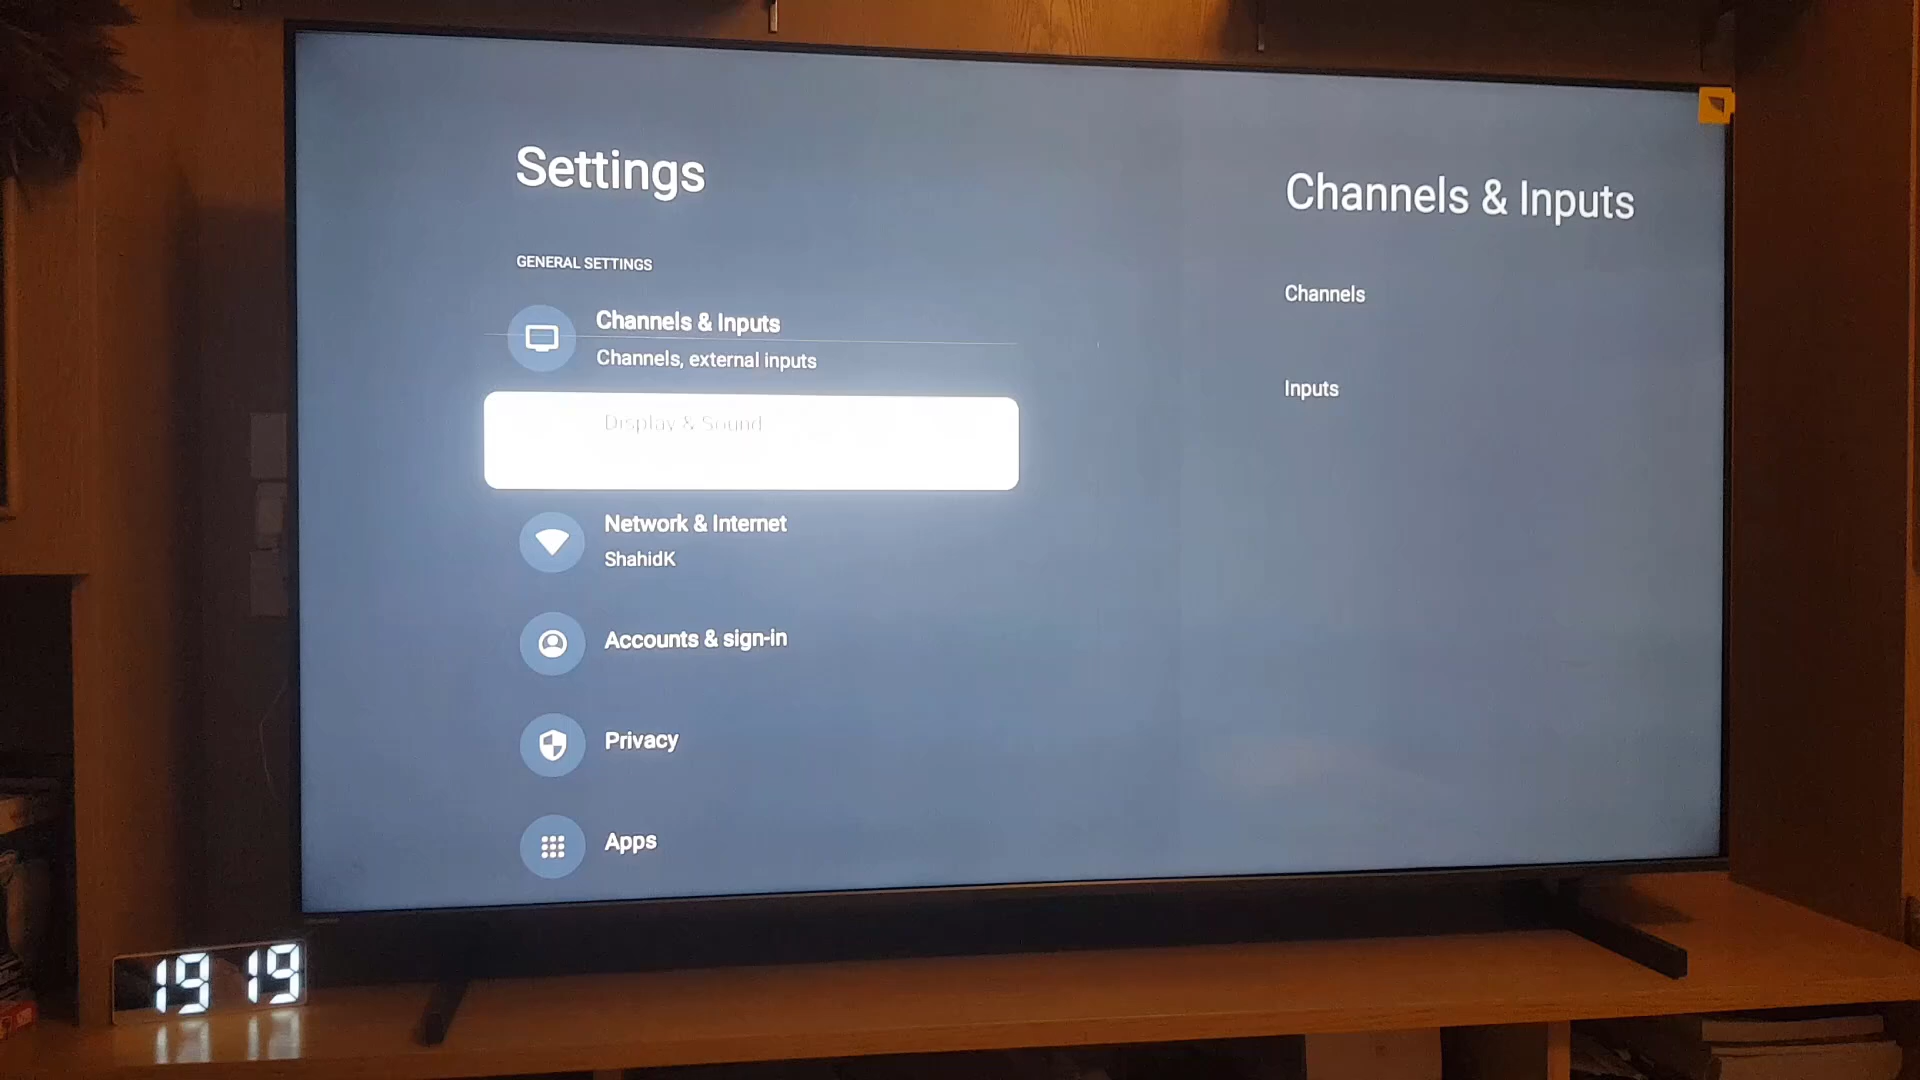 Settings
GENERAL SETTINGS
Channels & Inputs
Channels, external inputs
Display & Sound
Network & Internet
ShahidK
Accounts & sign-in
Privacy
Apps
Channels & Inputs
Channels
Inputs
19 19